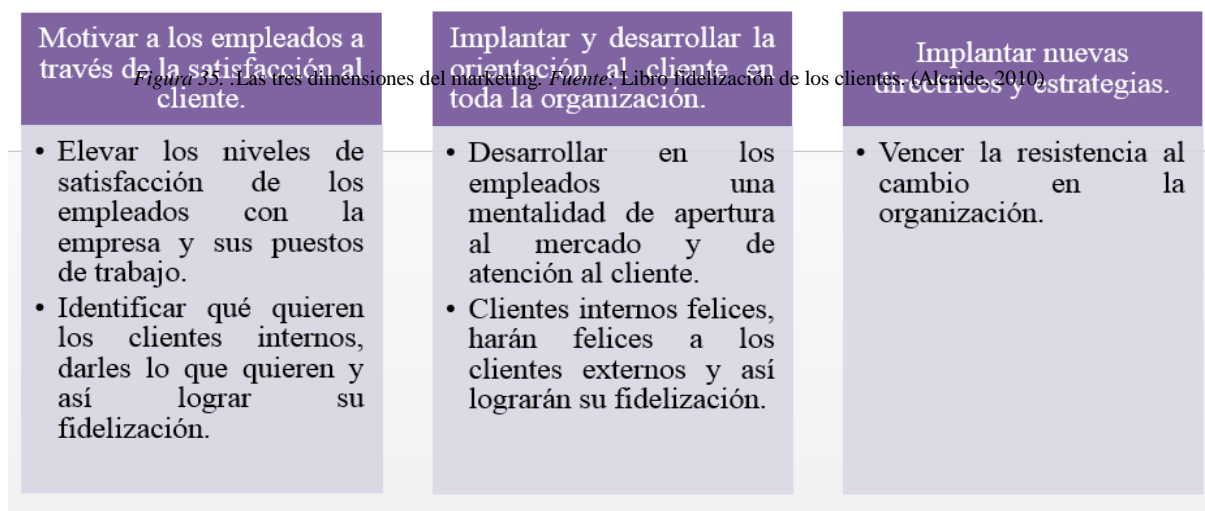 Motivar a los empleados a
través de la satisfacción al
cliente.
Implantar y desarrollar la
orientación al cliente en
toda la organización.
Implantar nuevas
directrices y estrategias.
Figura 35. .Las tres dimensiones del marketing. Fuente: Libro fidelización de los clientes. (Alcaide, 2010)
• Elevar los niveles de
satisfacción de los
empleados con la
empresa y sus puestos
de trabajo.
• Identificar qué quieren
los clientes internos,
darles lo que quieren y
así lograr su
fidelización.
• Desarrollar en los
empleados una
mentalidad de apertura
al mercado y de
atención al cliente.
• Clientes internos felices,
harán felices a los
clientes externos y así
lograrán su fidelización.
• Vencer la resistencia al
cambio en la
organización.